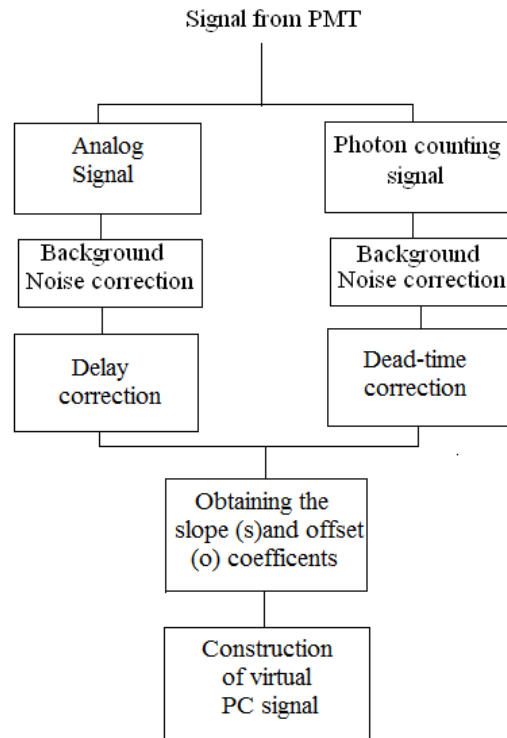 Signal from PMT
Analog
Signal
Photon counting
signal
Background
Noise correction
Background
Noise correction
Delay
correction
Dead-time
correction
Obtaining the
slope (s)and offset
(o) coefficents
Construction
of virtual
PC signal